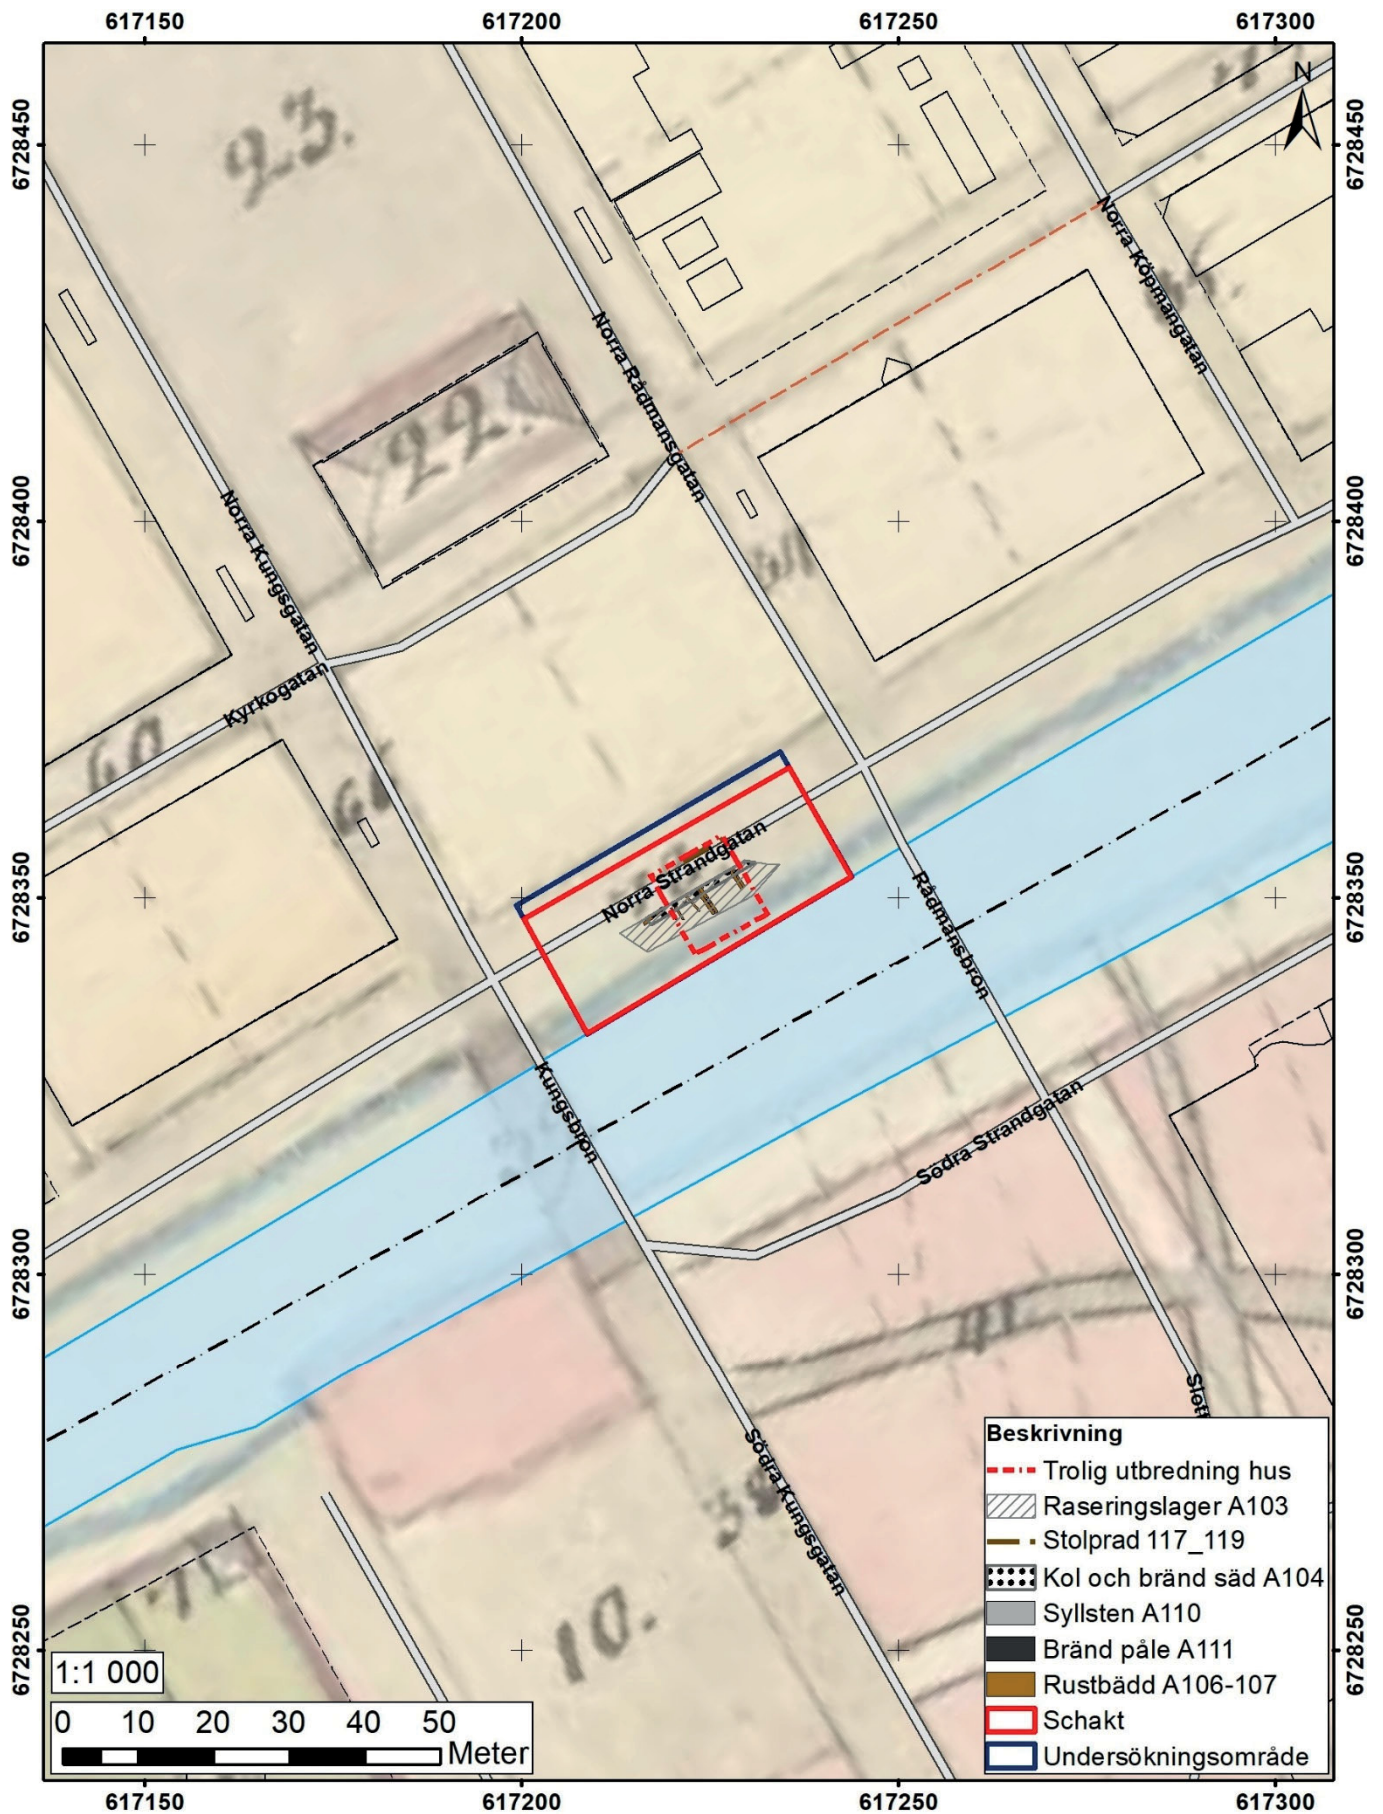 617150 617200 617250 617300
N
6728450 6728450
23.
Norra Köpmangatan
Norra Rådmansgatan
22.
6728400 6728400
Norra Kungsgatan
Kyrkogatan
60
66
Norra Strandgatan
6728350 6728350
Rådmansbron
Kungsbron
Södra Strandgatan
6728300 6728300
41
Slott
Södra Kungsgatan
10.
6728250 6728250
Beskrivning
Trolig utbredning hus
Raseringslager A103
Stolprad 117_119
Kol och bränd säd A104
Syllsten A110
Bränd påle A111
Rustbädd A106-107
Schakt
Undersökningsområde
1:1 000
0 10 20 30 40 50
Meter
617150 617200 617250 617300